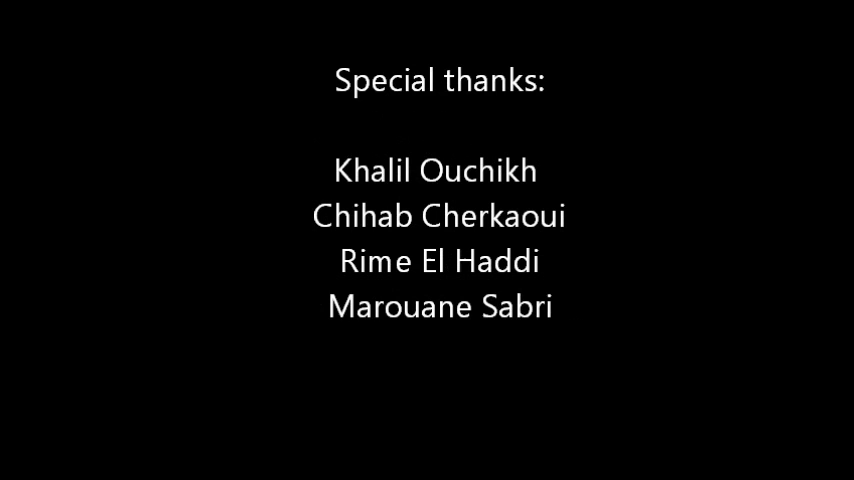 Special thanks:
Khalil Ouchikh
Chihab Cherkaoui
Rime El Haddi
Marouane Sabri